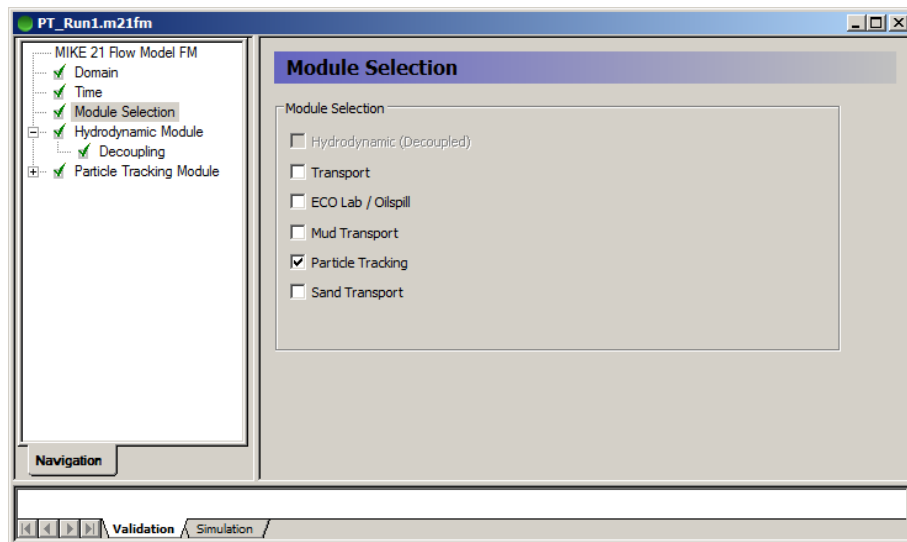 PT_Run1.m21fm
MIKE 21 Flow Model FM
Domain
Time
Module Selection
Hydrodynamic Module
Decoupling
Particle Tracking Module
Navigation
Module Selection
Module Selection
Hydrodynamic (Decoupled)
Transport
ECO Lab / Oilspill
Mud Transport
Particle Tracking
Sand Transport
Validation
Simulation